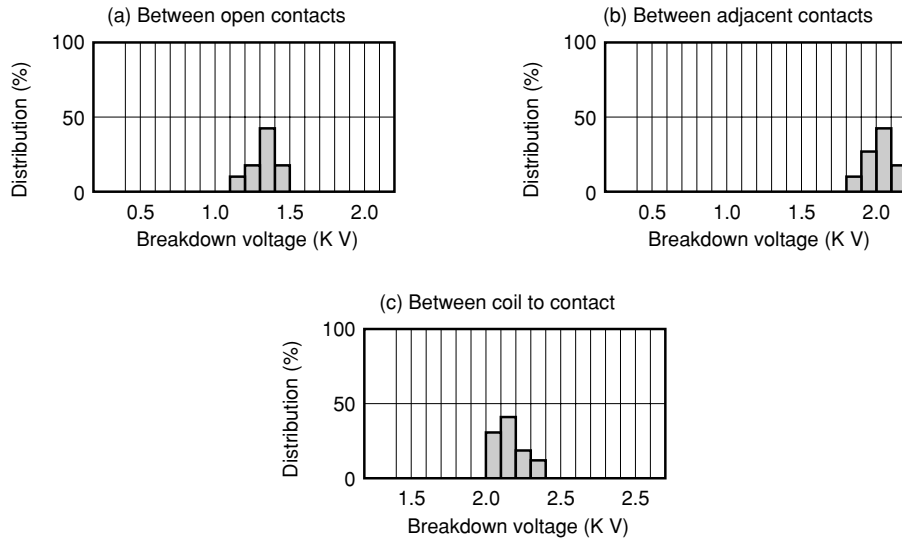 (a) Between open contacts
100
50
0
Distribution (%)
0.5 1.0 1.5 2.0
Breakdown voltage (K V)
(b) Between adjacent contacts
100
50
0
Distribution (%)
0.5 1.0 1.5 2.0
Breakdown voltage (K V)
(c) Between coil to contact
100
50
0
Distribution (%)
1.5 2.0 2.5 2.5
Breakdown voltage (K V)